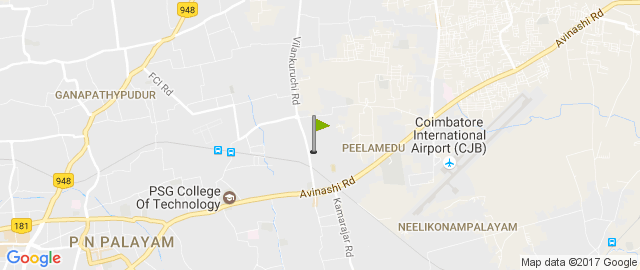 948
Avinashi Rd
Vilankuruchi Rd
FCI Rd
GANAPATHYPUDUR
Coimbatore
International
Airport (CJB)
PEELAMEDU
948
PSG College
Of Technology
Avinashi Rd
Kamarajar Rd
181
P N PALAYAM
NEELIKONAMPALAYAM
Google
Map data ©2017 Google